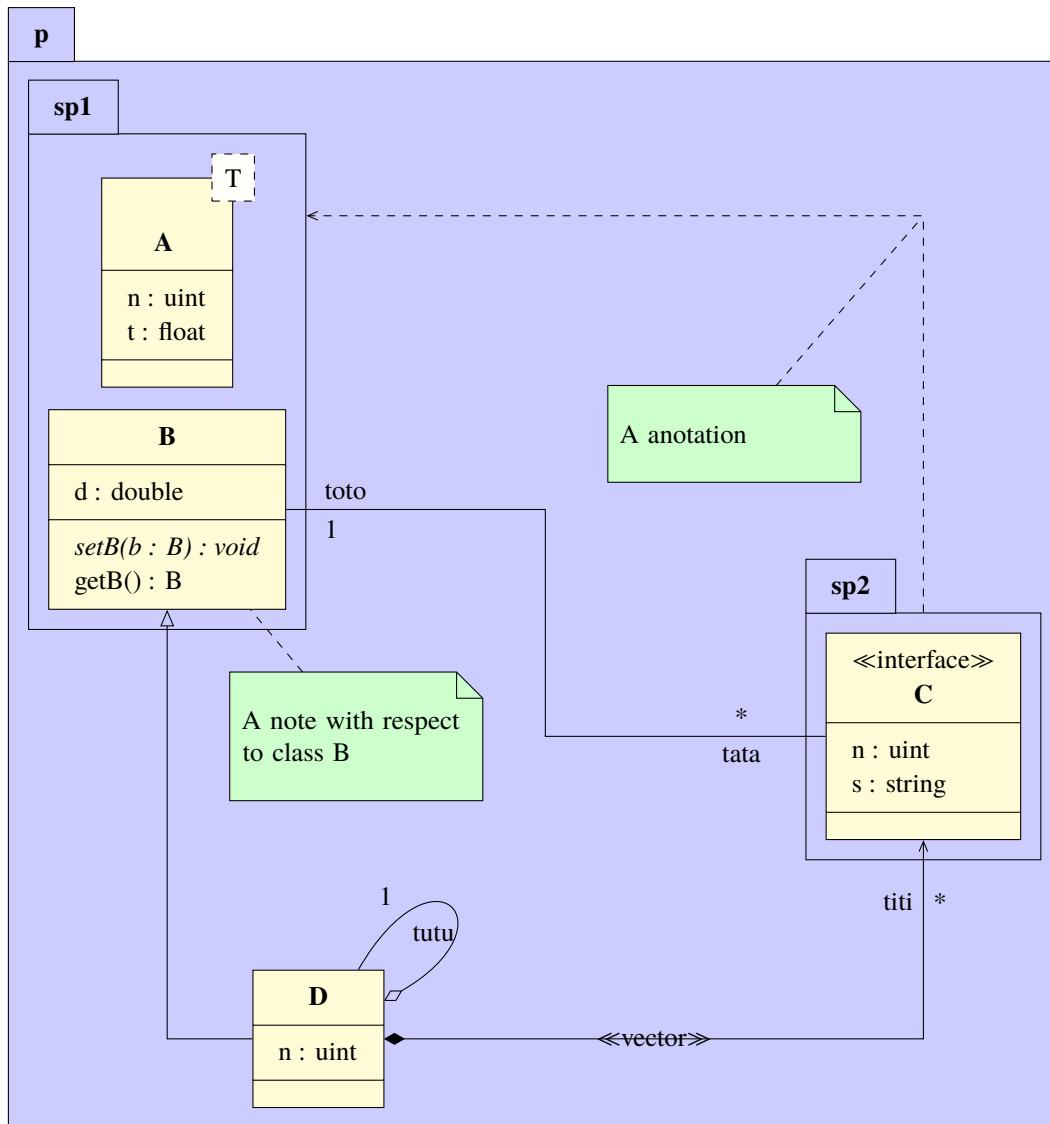 p
sp1
T
A
n : uint
t : float
B
d : double
setB(b : B) : void
getB() : B
toto
1
A anotation
sp2
≪interface≫
C
n : uint
s : string
*
tata
A note with respect
to class B
titi
*
1
tutu
D
n : uint
≪vector≫